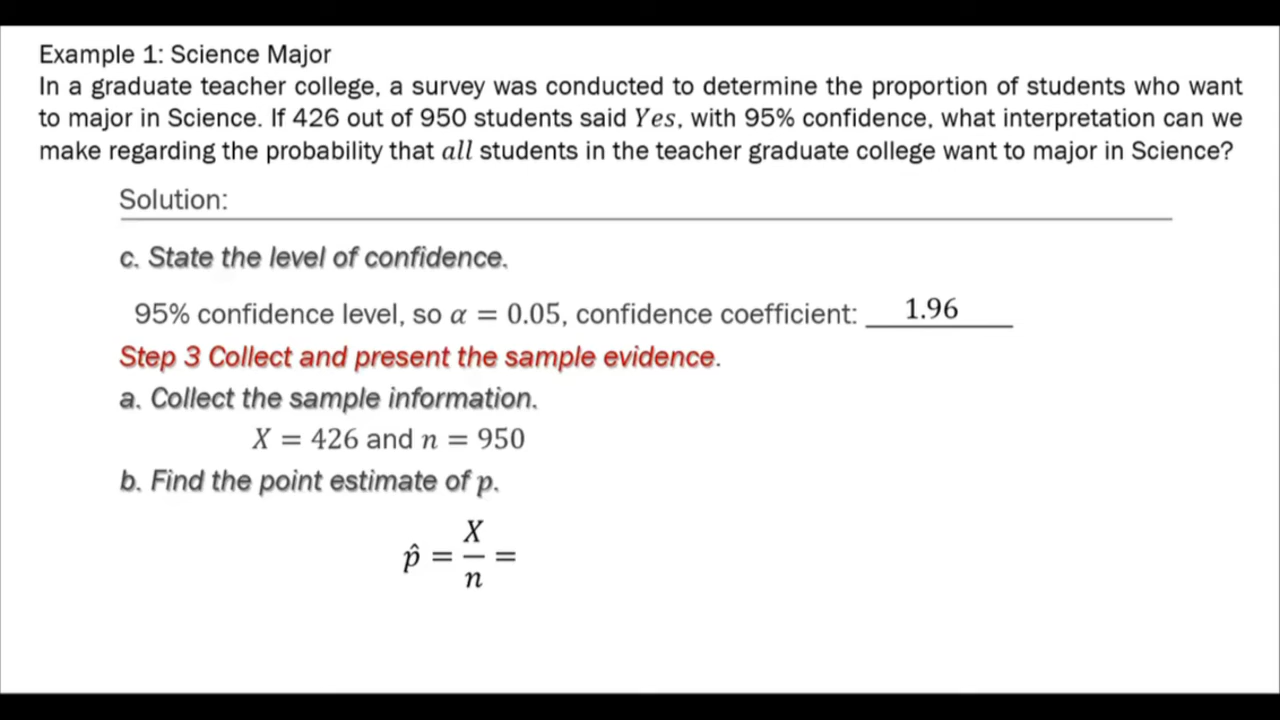 Example 1: Science Major
In a graduate teacher college, a survey was conducted to determine the proportion of students who want
to major in Science. If 426 out of 950 students said Yes, with 95% confidence, what interpretation can we
make regarding the probability that all students in the teacher graduate college want to major in Science?
Solution:
c. State the level of confidence.
95% confidence level, so α = 0.05, confidence coefficient: 1.96
Step 3 Collect and present the sample evidence.
a. Collect the sample information.
X = 426 and n = 950
b. Find the point estimate of p.
p̂ = X/n =